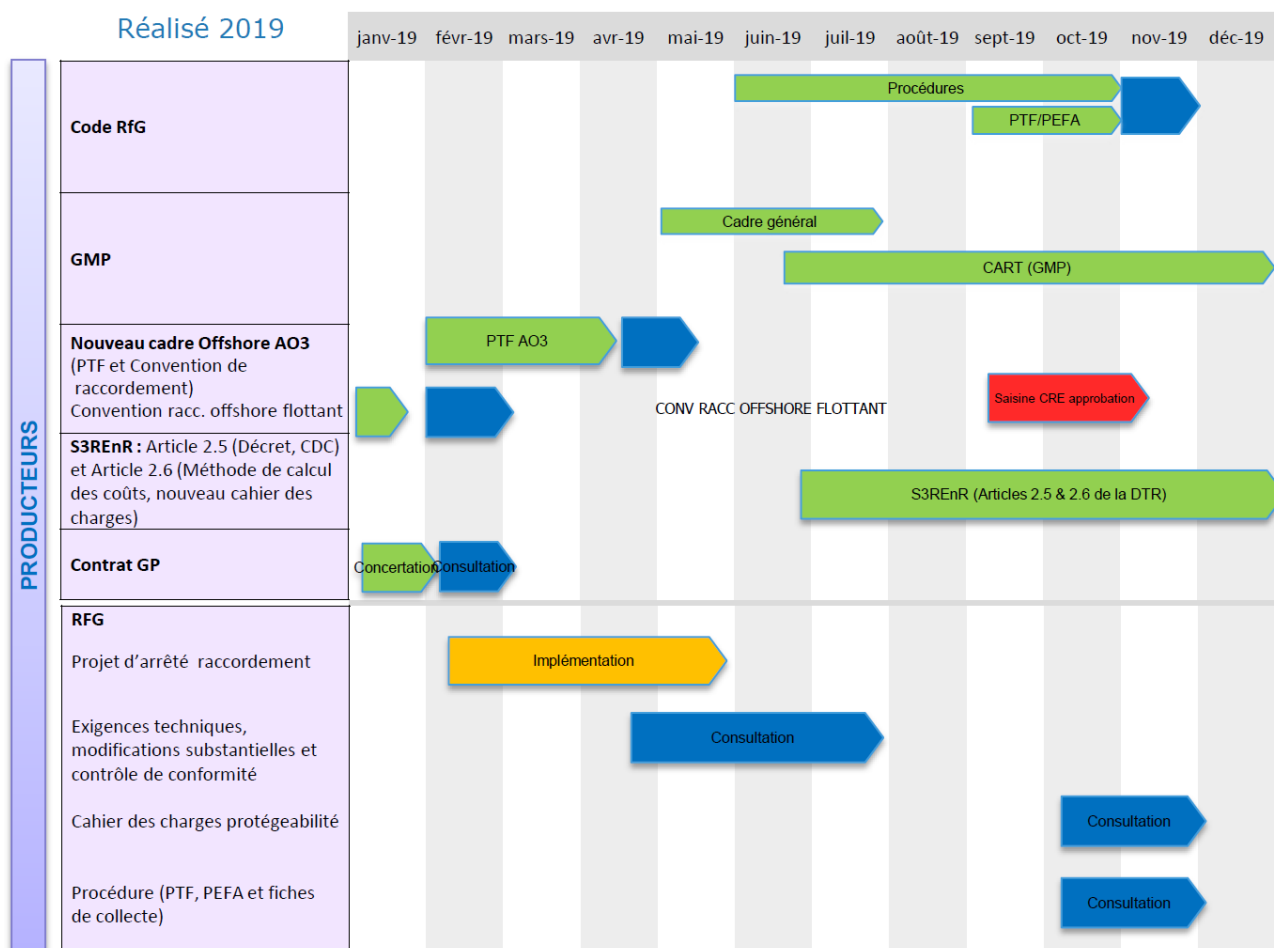 Réalisé 2019
janv-19 févr-19 mars-19 avr-19 mai-19 juin-19 juil-19 août-19 sept-19 oct-19 nov-19 déc-19
PRODUCTEURS
Code RfG
Procédures
PTF/PEFA
GMP
Cadre général
CART (GMP)
Nouveau cadre Offshore AO3
(PTF et Convention de
raccordement)
Convention racc. offshore flottant
PTF AO3
CONV RACC OFFSHORE FLOTTANT
Saisine CRE approbation
S3REnR : Article 2.5 (Décret, CDC)
et Article 2.6 (Méthode de calcul
des coûts, nouveau cahier des
charges)
S3REnR (Articles 2.5 & 2.6 de la DTR)
Contrat GP
Concertation
Consultation
RFG
Projet d’arrêté raccordement
Implémentation
Exigences techniques,
modifications substantielles et
contrôle de conformité
Consultation
Cahier des charges protégeabilité
Consultation
Procédure (PTF, PEFA et fiches
de collecte)
Consultation